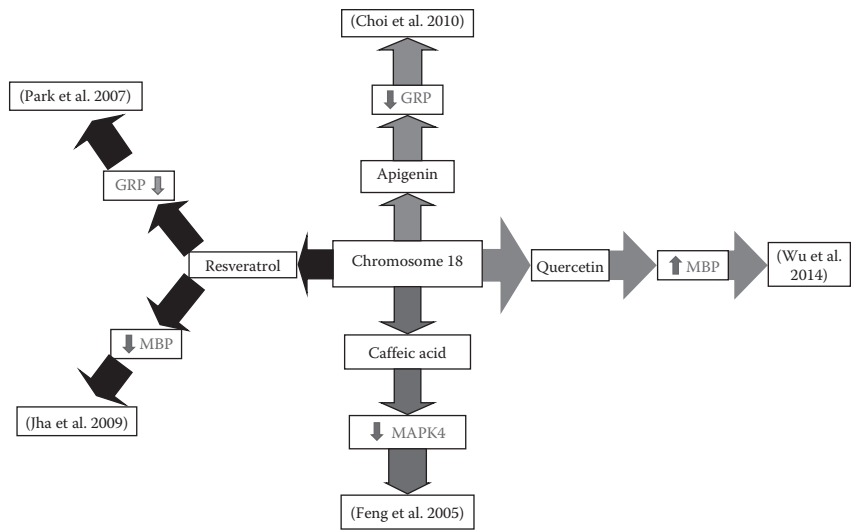 (Choi et al. 2010)
(Park et al. 2007)
GRP
Apigenin
GRP
Resveratrol
Chromosome 18
Quercetin
MBP
(Wu et al.
2014)
MBP
Caffeic acid
(Jha et al. 2009)
MAPK4
(Feng et al. 2005)